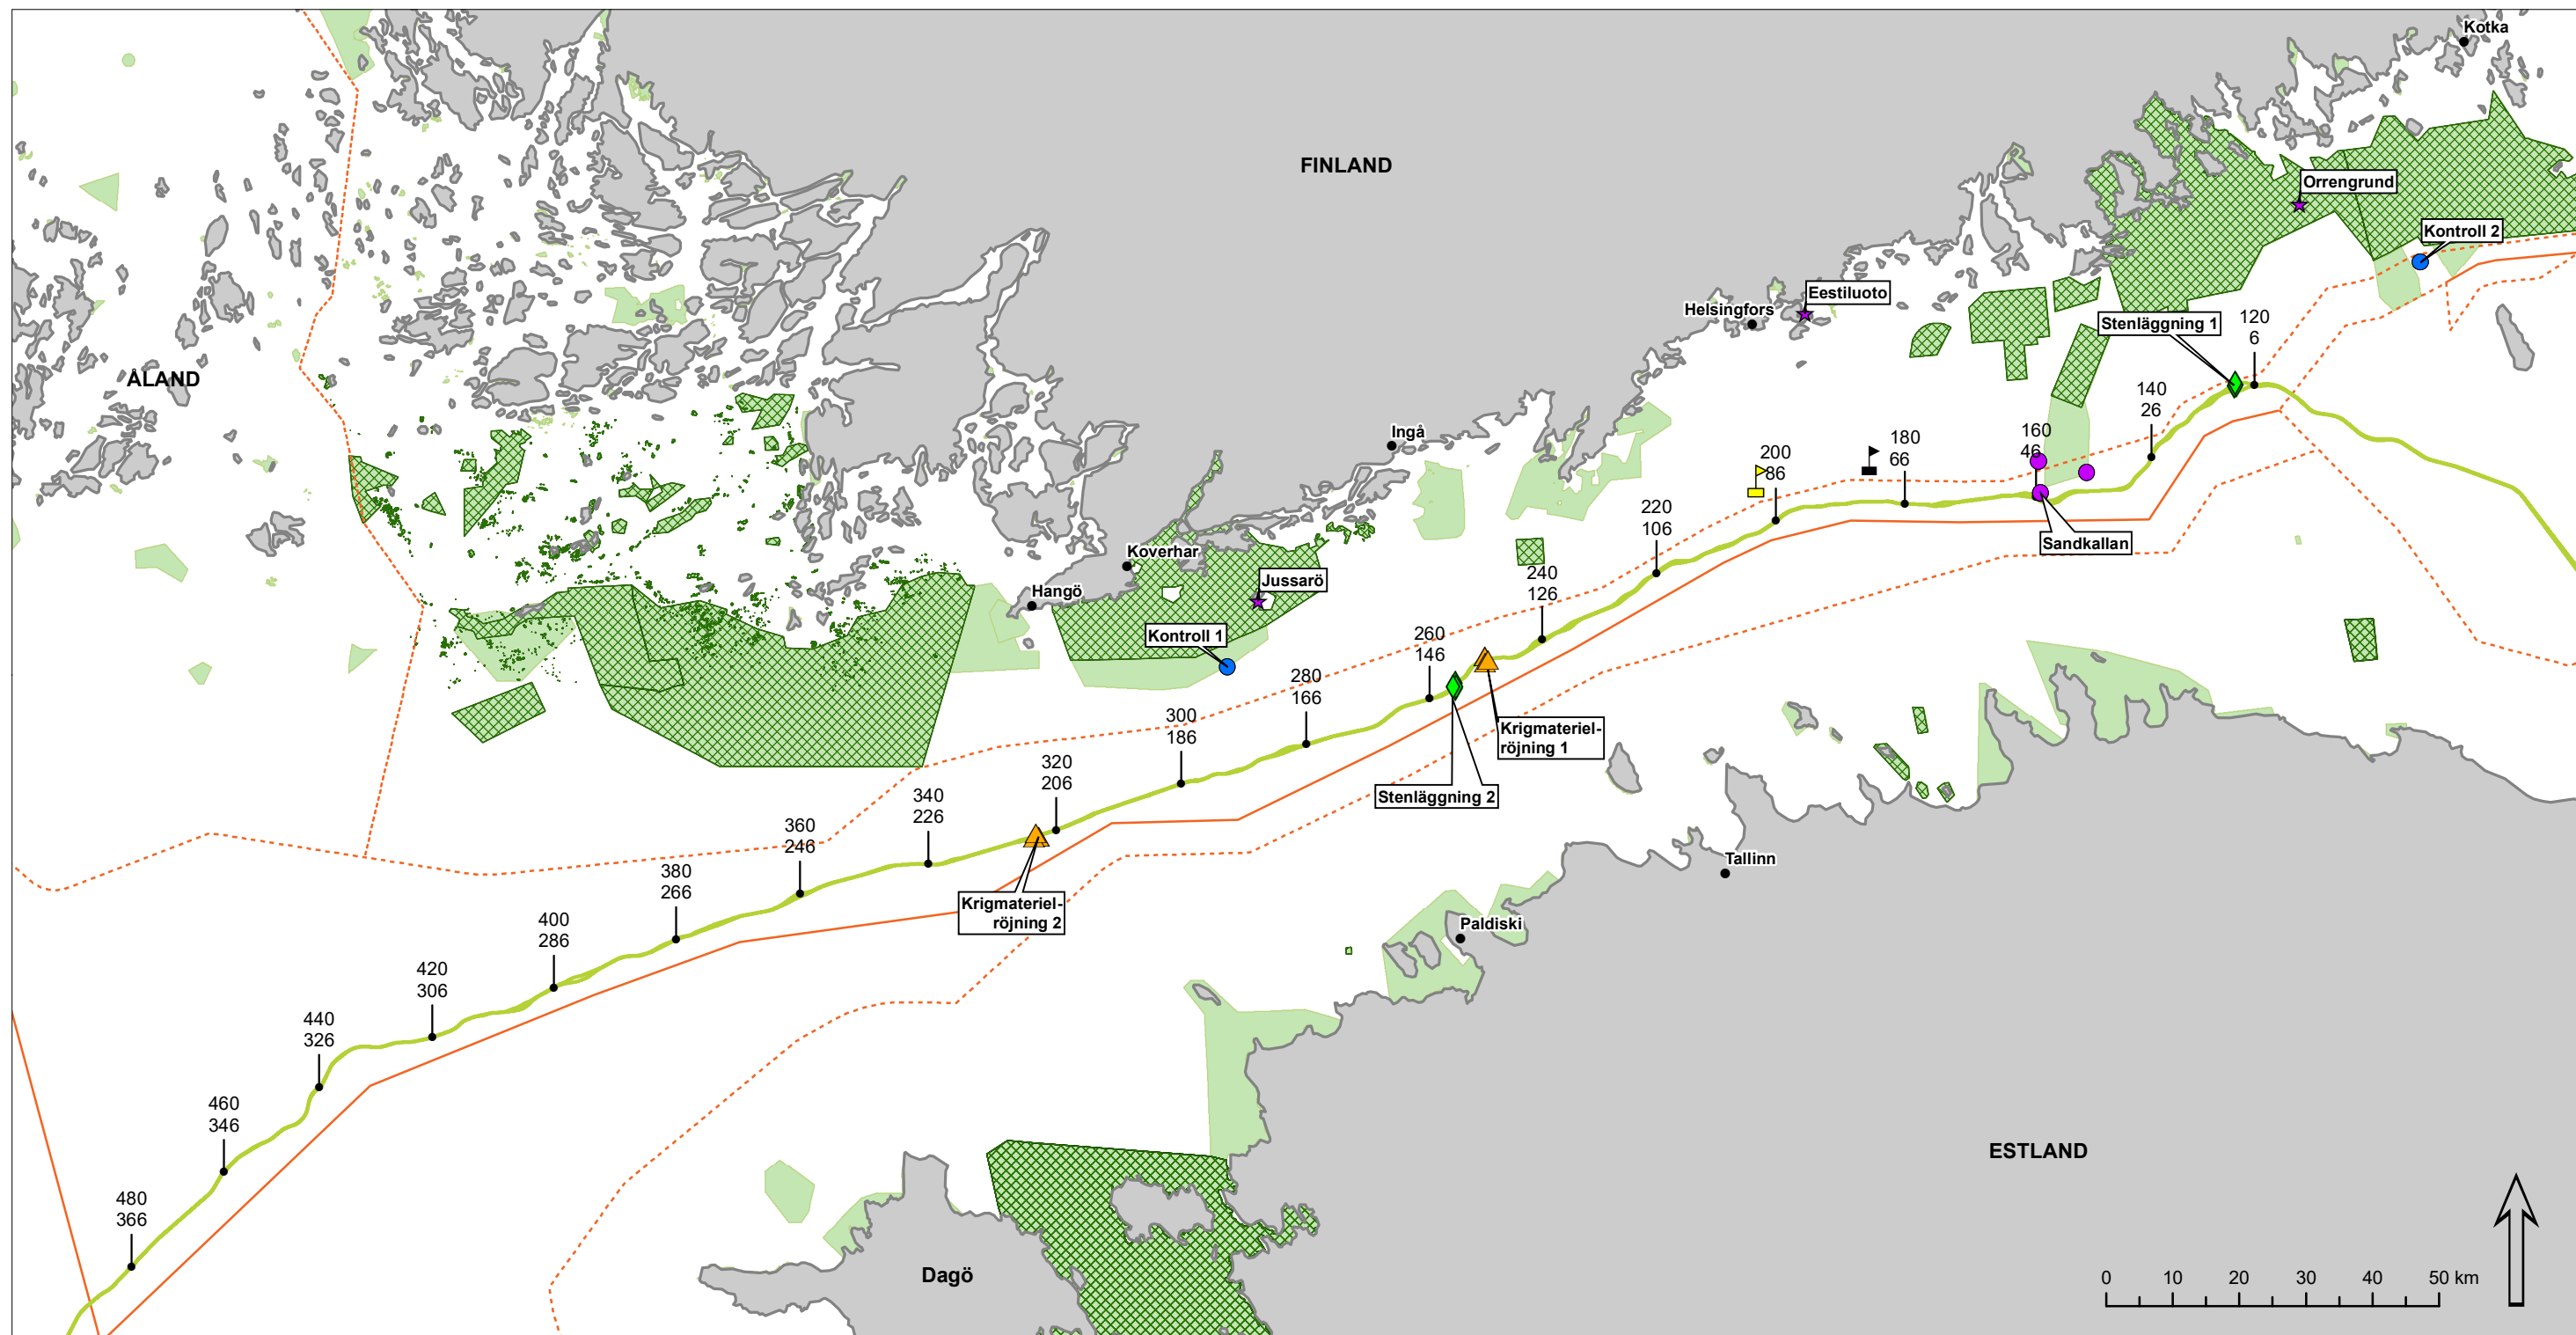 Kotka
FINLAND
Orrengrund
Kontroll 2
Eestiluoto
Helsingfors
Stenläggning 1
120
6
ÅLAND
140
26
Ingå
160
46
180
66
200
86
220
106
Sandkallan
Koverhar
Jussarö
Hangö
240
126
Kontroll 1
260
146
280
166
300
186
Krigmateriel-
röjning 1
320
206
Stenläggning 2
340
226
360
246
Tallinn
380
266
Krigmateriel-
röjning 2
Paldiski
400
286
420
306
440
326
460
346
ESTLAND
480
366
Dagö
0 10 20 30 40 50 km